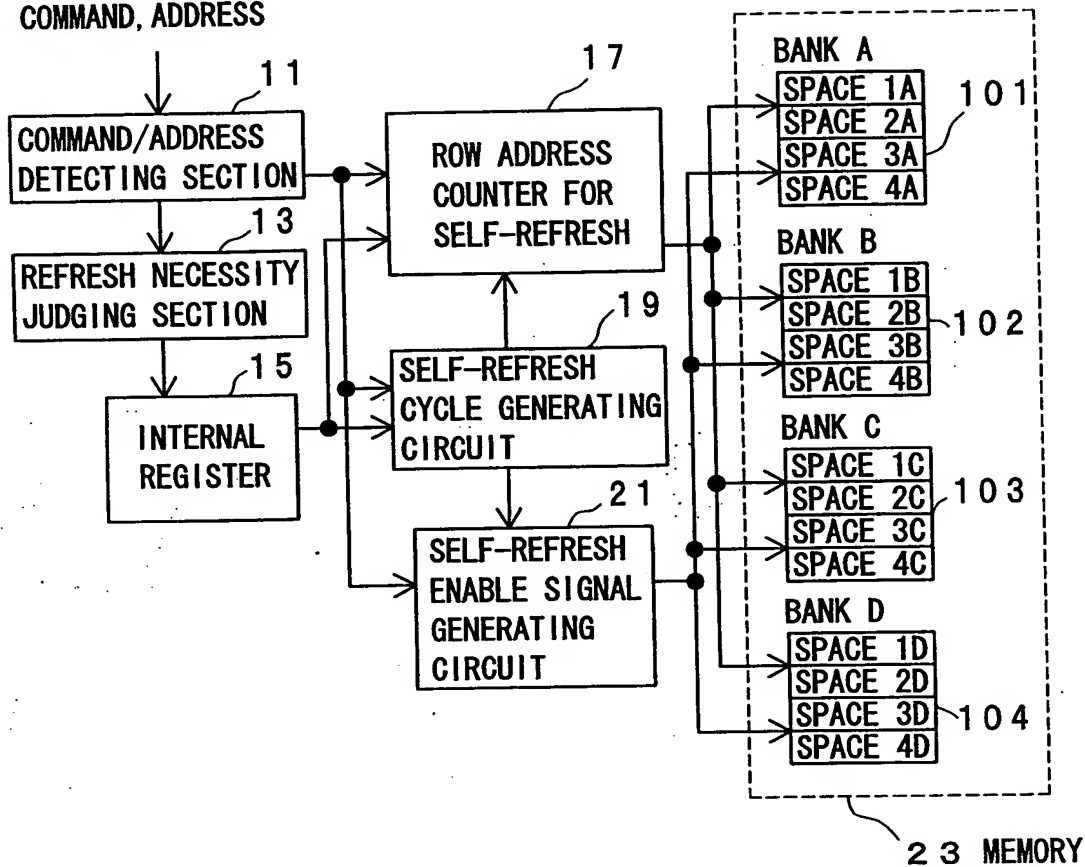 COMMAND, ADDRESS
11
COMMAND/ADDRESS
DETECTING SECTION
13
REFRESH NECESSITY
JUDGING SECTION
15
INTERNAL
REGISTER
17
ROW ADDRESS
COUNTER FOR
SELF-REFRESH
19
SELF-REFRESH
CYCLE GENERATING
CIRCUIT
21
SELF-REFRESH
ENABLE SIGNAL
GENERATING
CIRCUIT
BANK A
SPACE 1A
SPACE 2A
SPACE 3A
SPACE 4A
101
BANK B
SPACE 1B
SPACE 2B
SPACE 3B
SPACE 4B
102
BANK C
SPACE 1C
SPACE 2C
SPACE 3C
SPACE 4C
103
BANK D
SPACE 1D
SPACE 2D
SPACE 3D
SPACE 4D
104
23 MEMORY